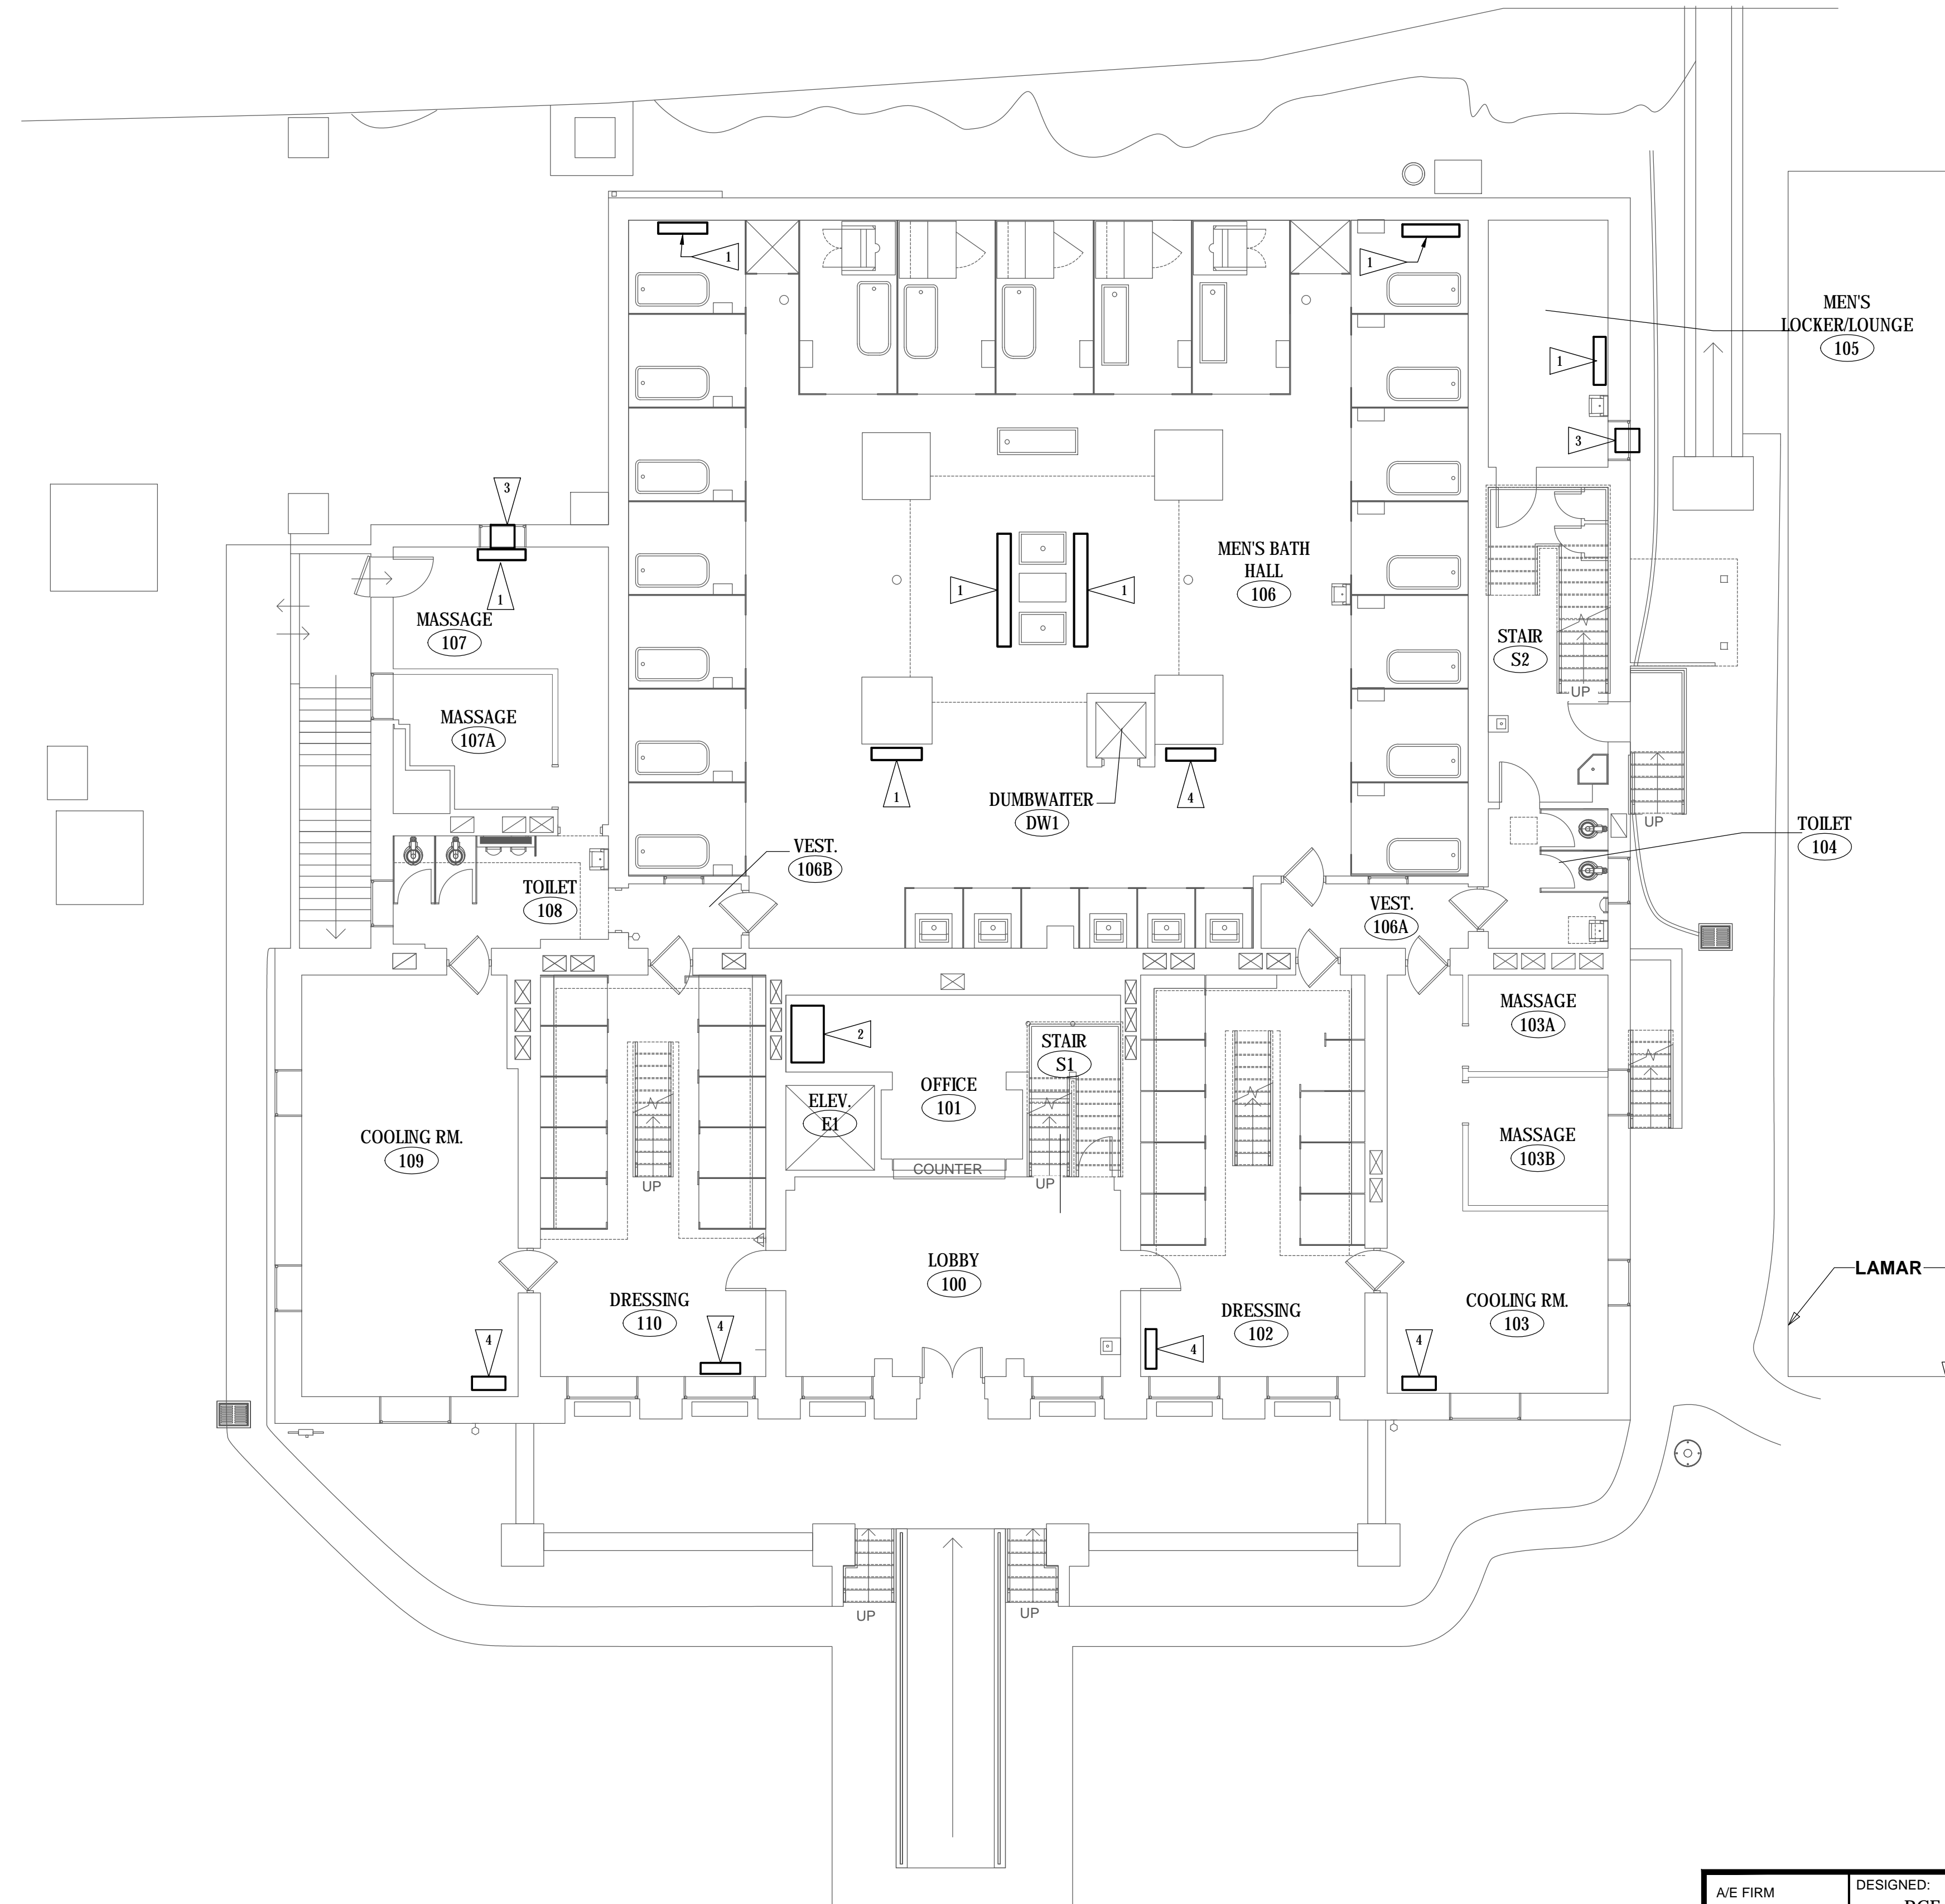 1
1
MEN'S
LOCKER/LOUNGE
105
1
3
3
MEN'S BATH
HALL
106
1
1
1
MASSAGE
107
STAIR
S2
UP
MASSAGE
107A
1
4
DUMBWAITER
DW1
UP
TOILET
104
VEST.
106B
TOILET
108
VEST.
106A
MASSAGE
103A
2
STAIR
S1
OFFICE
101
ELEV.
E1
COOLING RM.
109
MASSAGE
103B
COUNTER
UP
UP
LOBBY
100
LAMAR
DRESSING
110
DRESSING
102
COOLING RM.
103
4
4
4
4
UP
UP
A/E FIRM
DESIGNED: